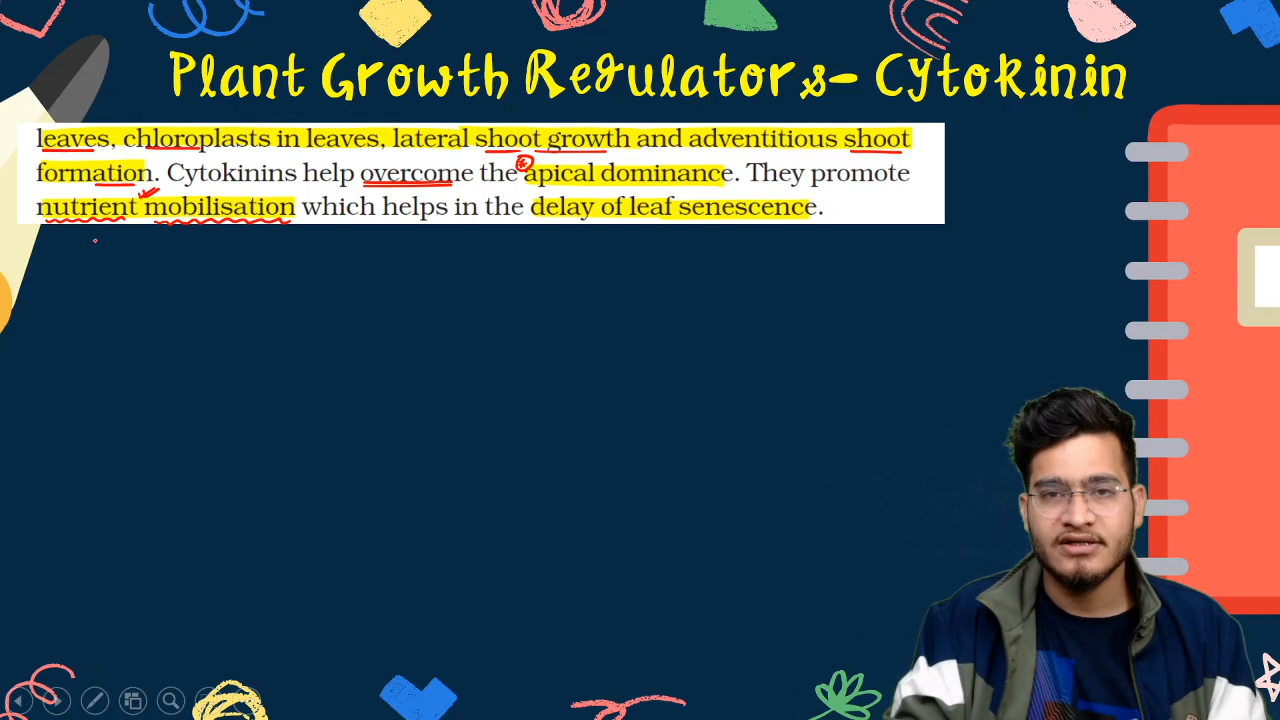 Plant Growth Regulators- Cytokinin
leaves, chloroplasts in leaves, lateral shoot growth and adventitious shoot
formation. Cytokinins help overcome the apical dominance. They promote
nutrient mobilisation which helps in the delay of leaf senescence.